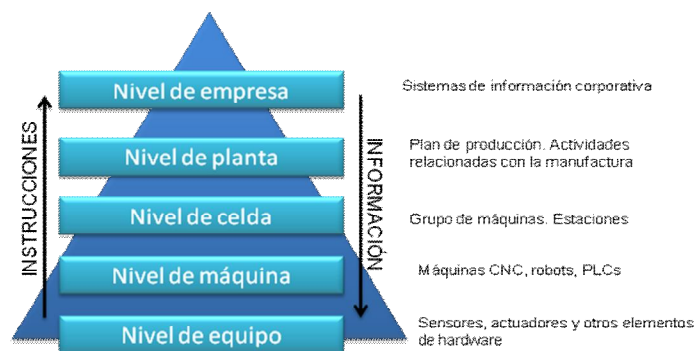 Nivel de empresa
Sistemas de información corporativa
Nivel de planta
Plan de producción. Actividades
relacionadas con la manufactura
Nivel de celda
Grupo de máquinas. Estaciones
Nivel de máquina
Máquinas CNC, robots, PLCs
Nivel de equipo
Sensores, actuadores y otros elementos
de hardware
INSTRUCCIONES
INFORMACIÓN